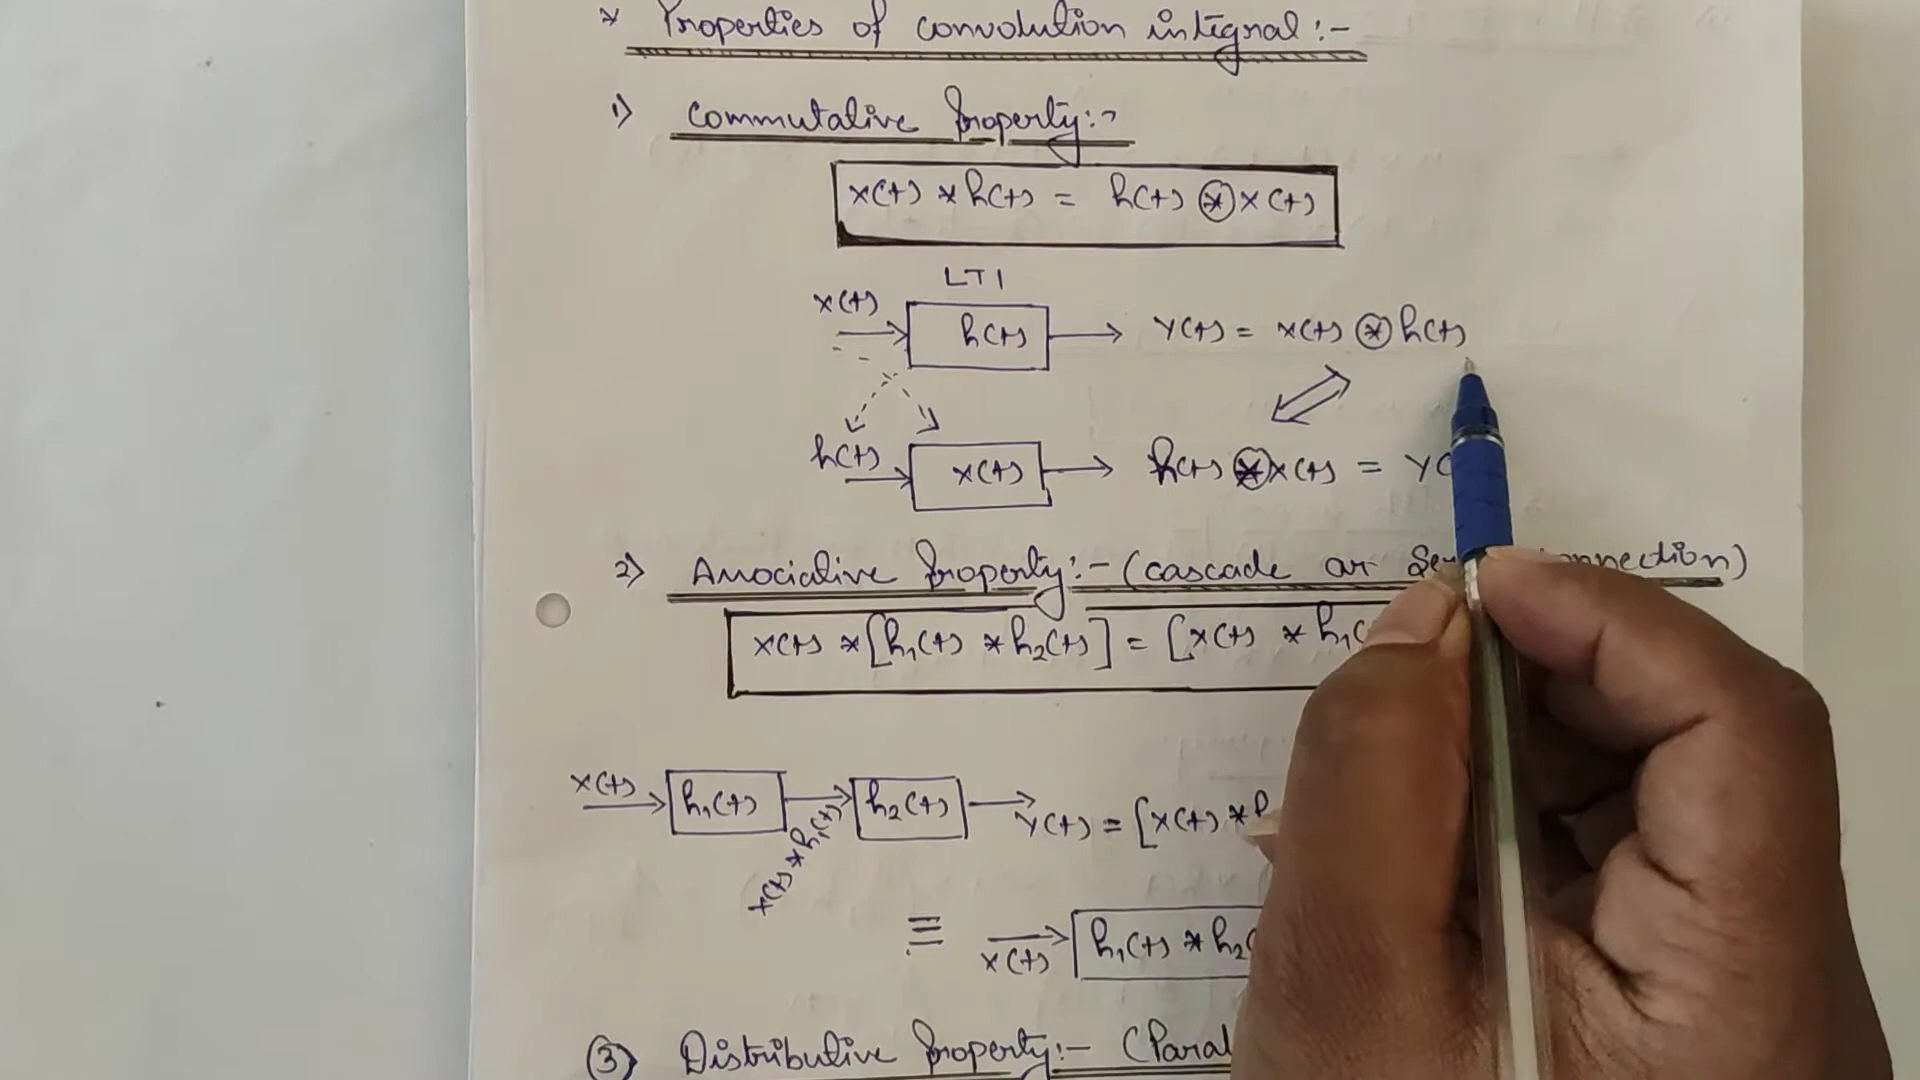 * Properties of convolution integral :-
1) Commutative Property:-
x(t) * h(t) = h(t) ⊛ x(t)
LTI
x(t) h(t) y(t) = x(t) ⊛ h(t)
h(t) x(t) h(t) ⊛ x(t) = y(
2) Associative Property:- (cascade or connection)
x(t) * [h₁(t) * h₂(t)] = [x(t) * h₁(
x(t) h₁(t) h₂(t) y(t) = [x(t) * h
x(t) * h₁(t)
≡ x(t) h₁(t) * h₂(
③ Distributive Property:- (Paral